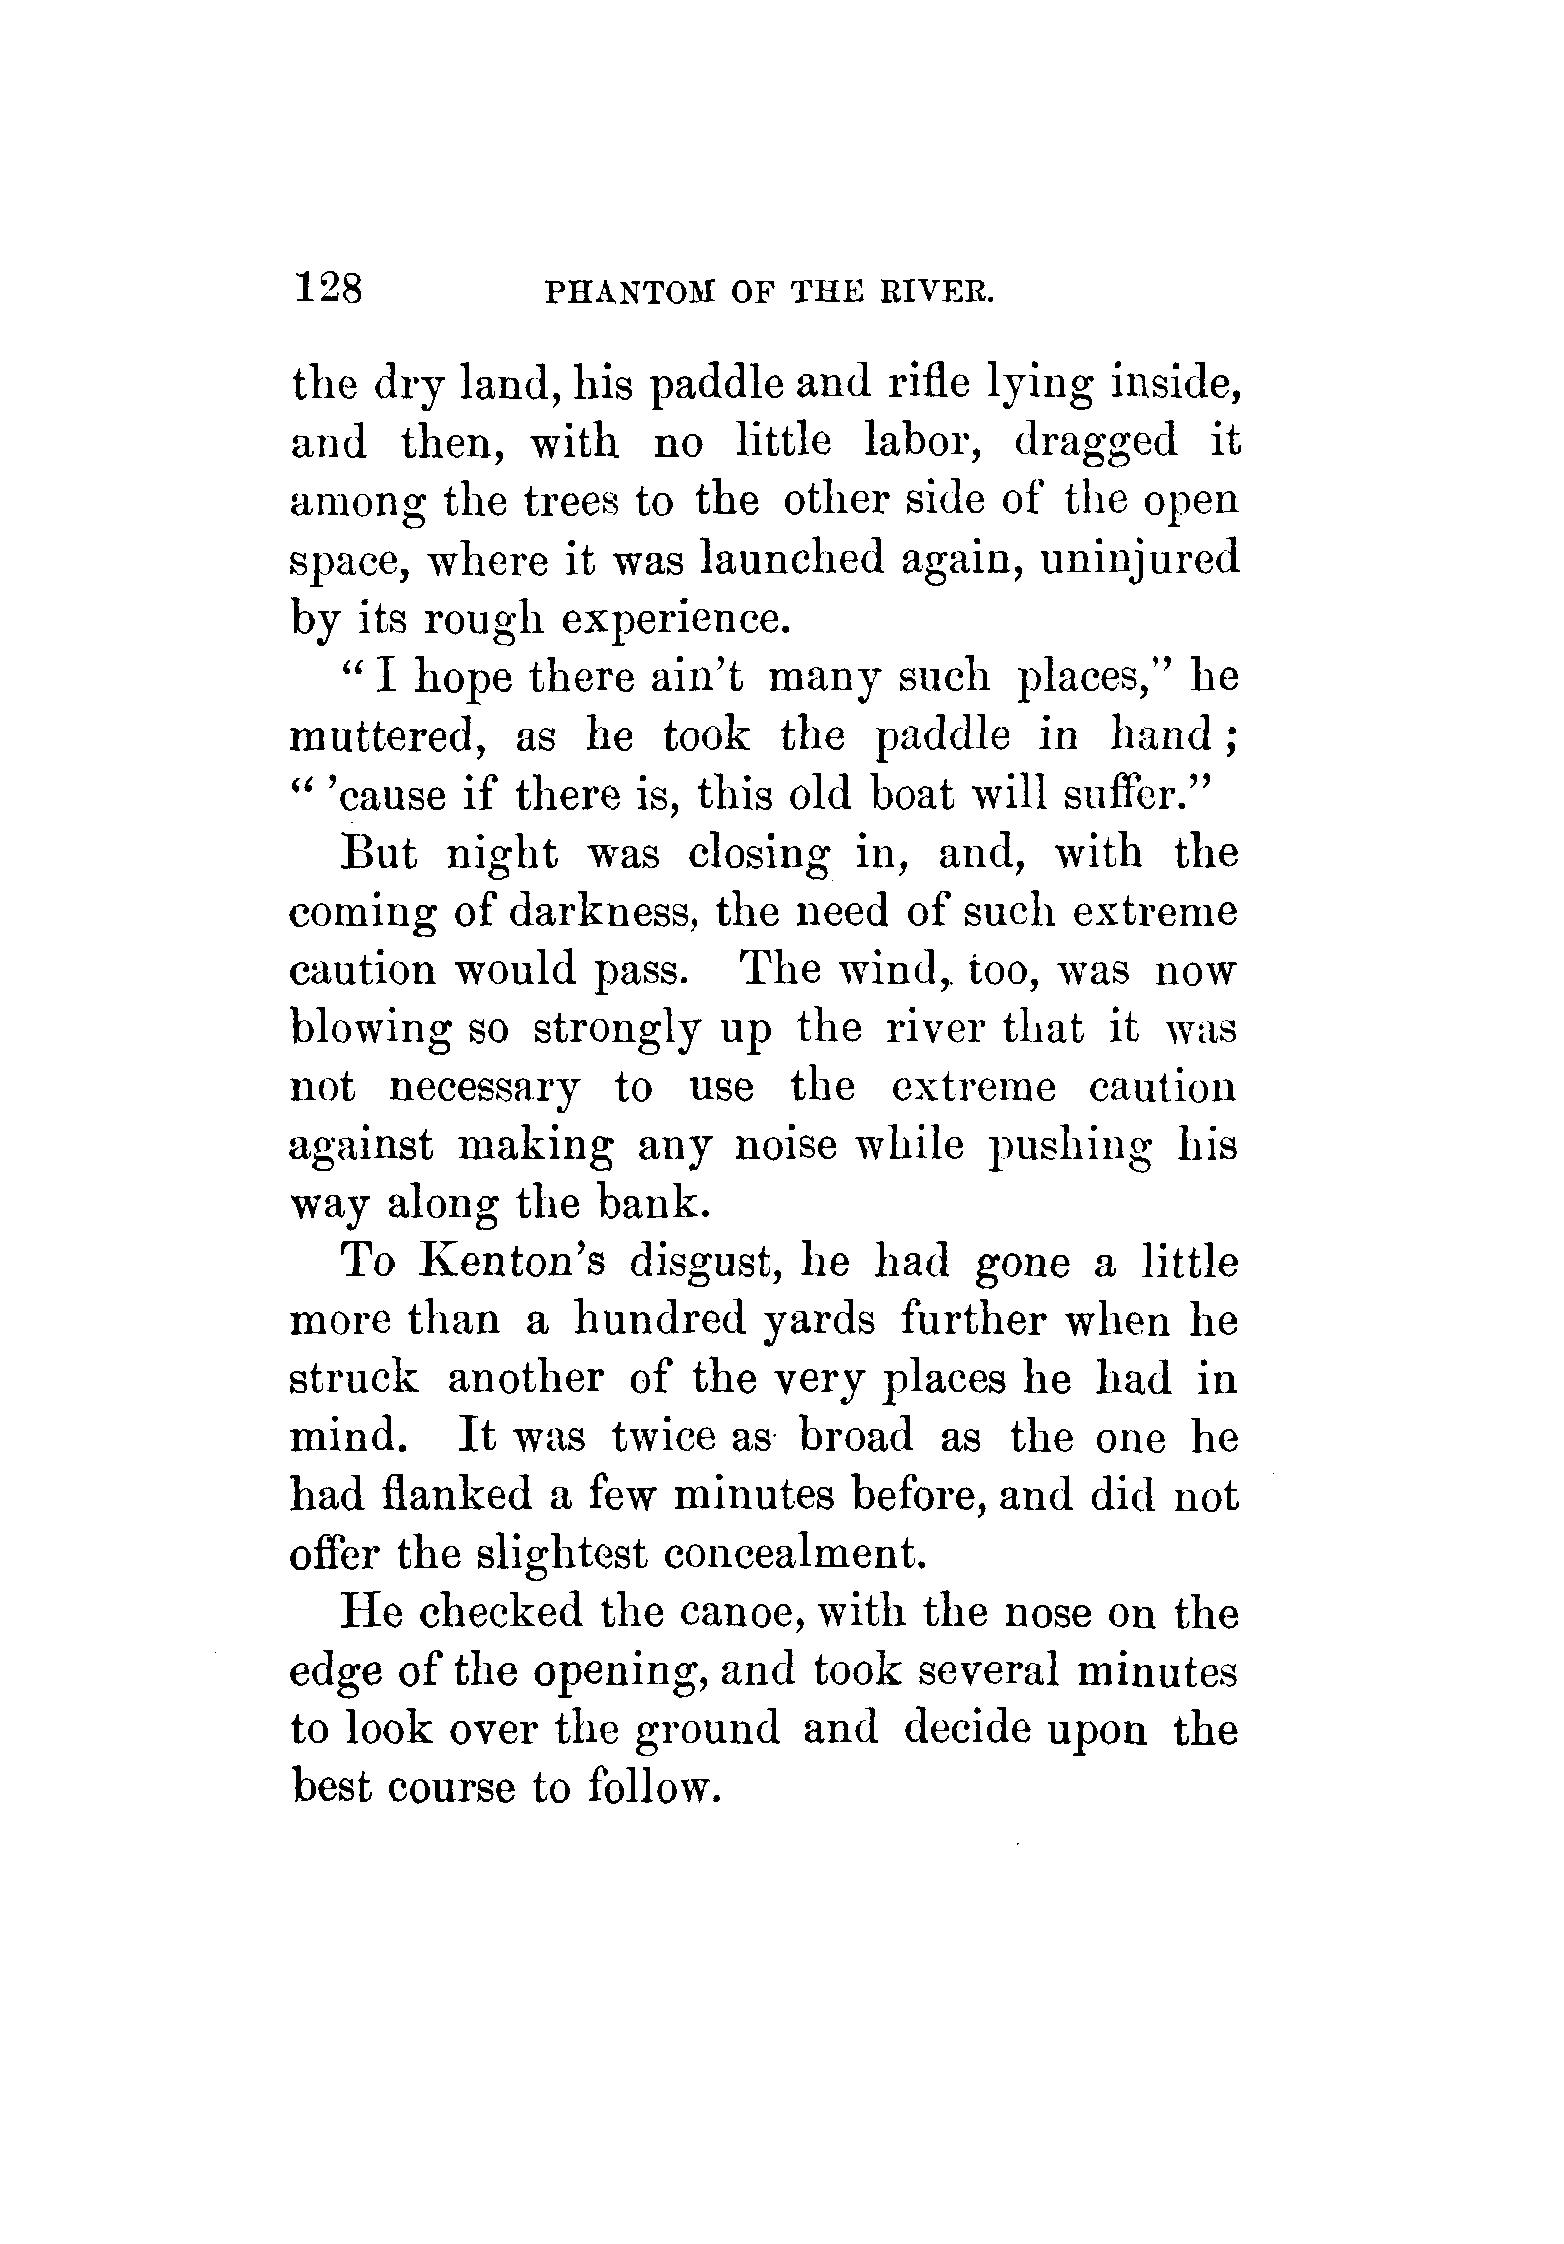 128 PHANTOM OF THE RIVER.
the dry land, his paddle and rifle lying inside,
and then, with no little labor, dragged it
among the trees to the other side of the open
space, where it was launched again, uninjured
by its rough experience.
“ I hope there ain’t many such places,” he
muttered, as he took the paddle in hand ;
“ ’cause if there is, this old boat will suffer.”
But night was closing in, and, with the
coming of darkness, the need of such extreme
caution would pass. The wind, too, was now
blowing so strongly up the river that it was
not necessary to use the extreme caution
against making any noise while pushing his
way along the bank.
To Kenton’s disgust, he had gone a little
more than a hundred yards further when he
struck another of the very places he had in
mind. It was twice as broad as the one he
had flanked a few minutes before, and did not
offer the slightest concealment.
He checked the canoe, with the nose on the
edge of the opening, and took several minutes
to look over the ground and decide upon the
best course to follow.